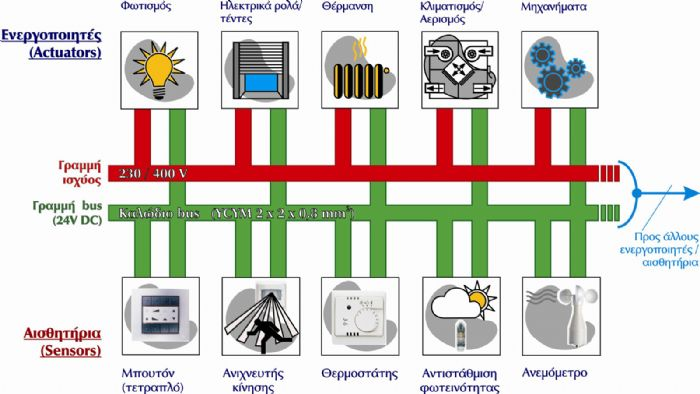 Φωτισμός
Ηλεκτρικά ρολά/
τέντες
Θέρμανση
Κλιματισμός/
Αερισμός
Μηχανήματα
Ενεργοποιητές
(Actuators)
Γραμμή
ισχύος
230 / 400 V
Γραμμή bus
(24V DC)
Καλώδιο bus (YCYM 2 x 2 x 0,8 mm²)
Προς άλλους
ενεργοποιητές /
αισθητήρια
Αισθητήρια
(Sensors)
Μπουτόν
(τετραπλό)
Ανιχνευτής
κίνησης
Θερμοστάτης
Αντιστάθμιση
φωτεινότητας
Ανεμόμετρο